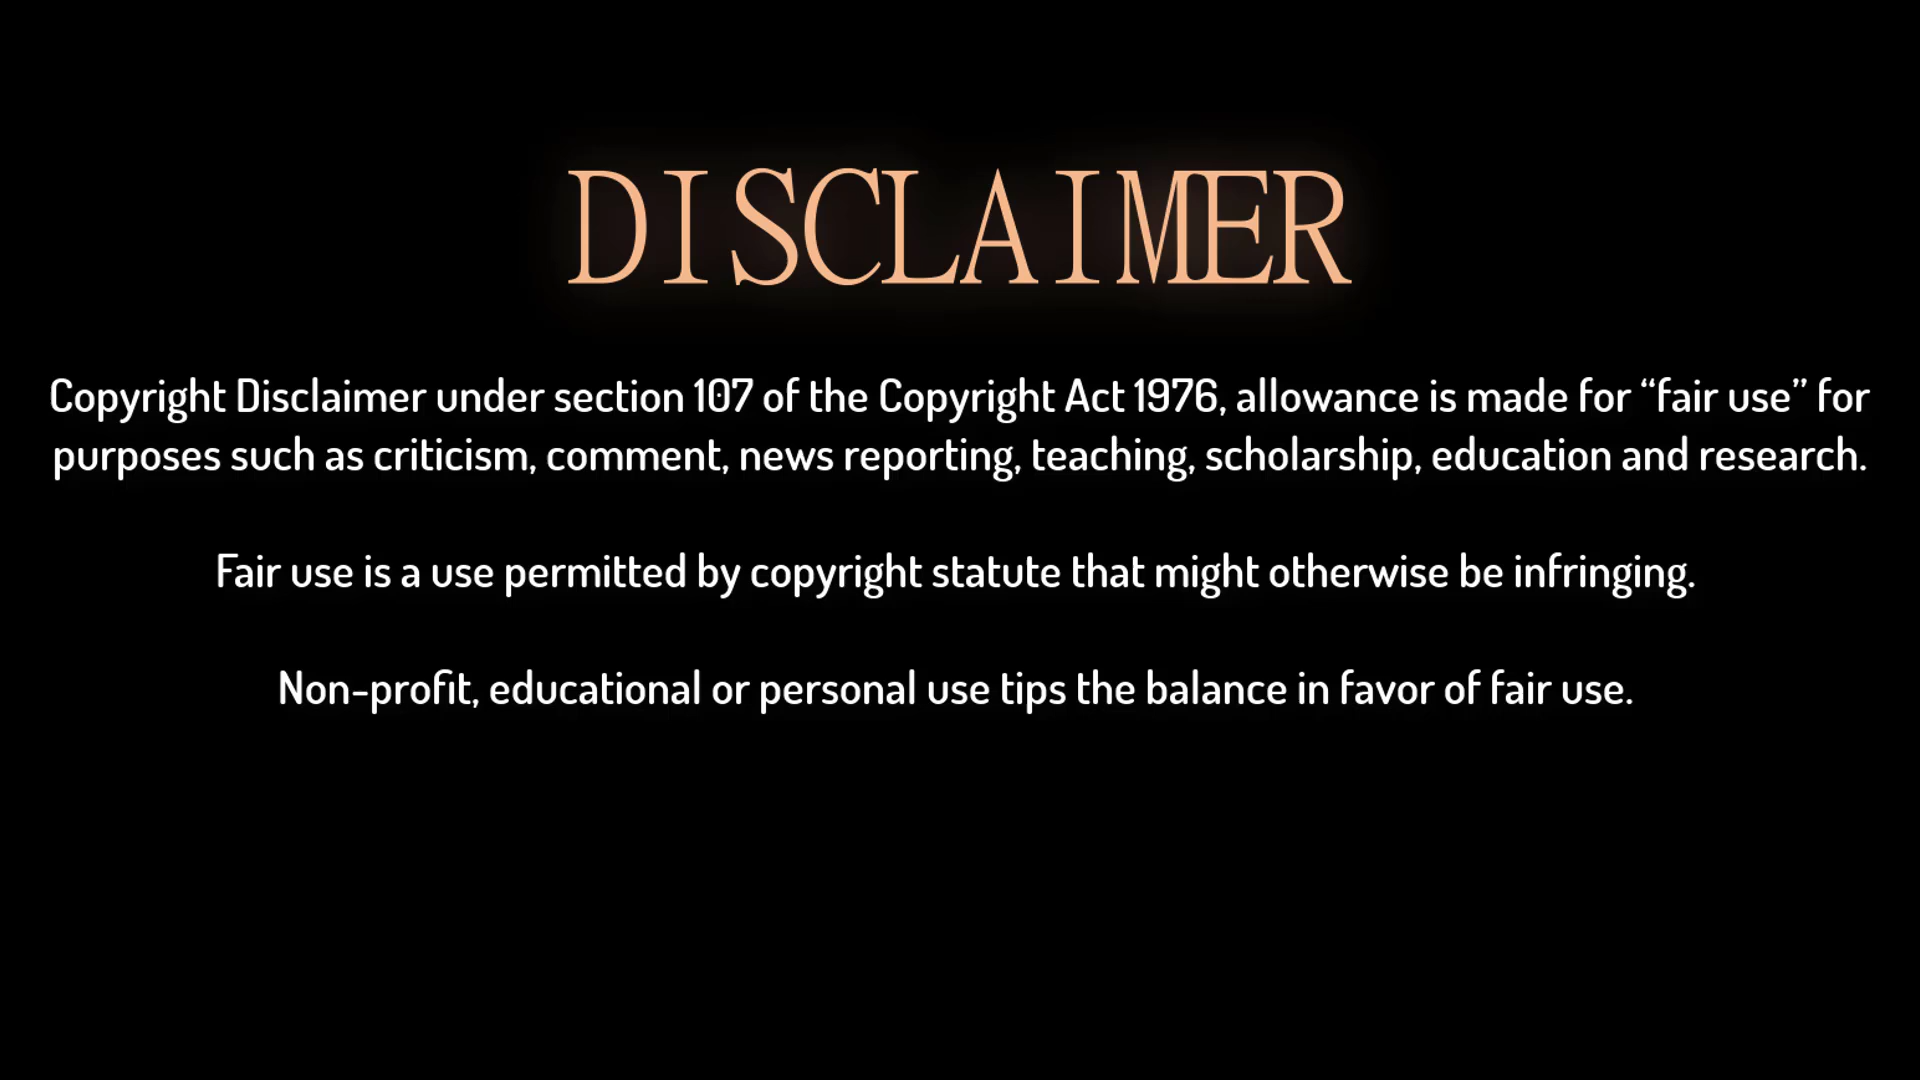 DISCLAIMER
Copyright Disclaimer under section 107 of the Copyright Act 1976, allowance is made for “fair use” for
purposes such as criticism, comment, news reporting, teaching, scholarship, education and research.
Fair use is a use permitted by copyright statute that might otherwise be infringing.
Non-profit, educational or personal use tips the balance in favor of fair use.